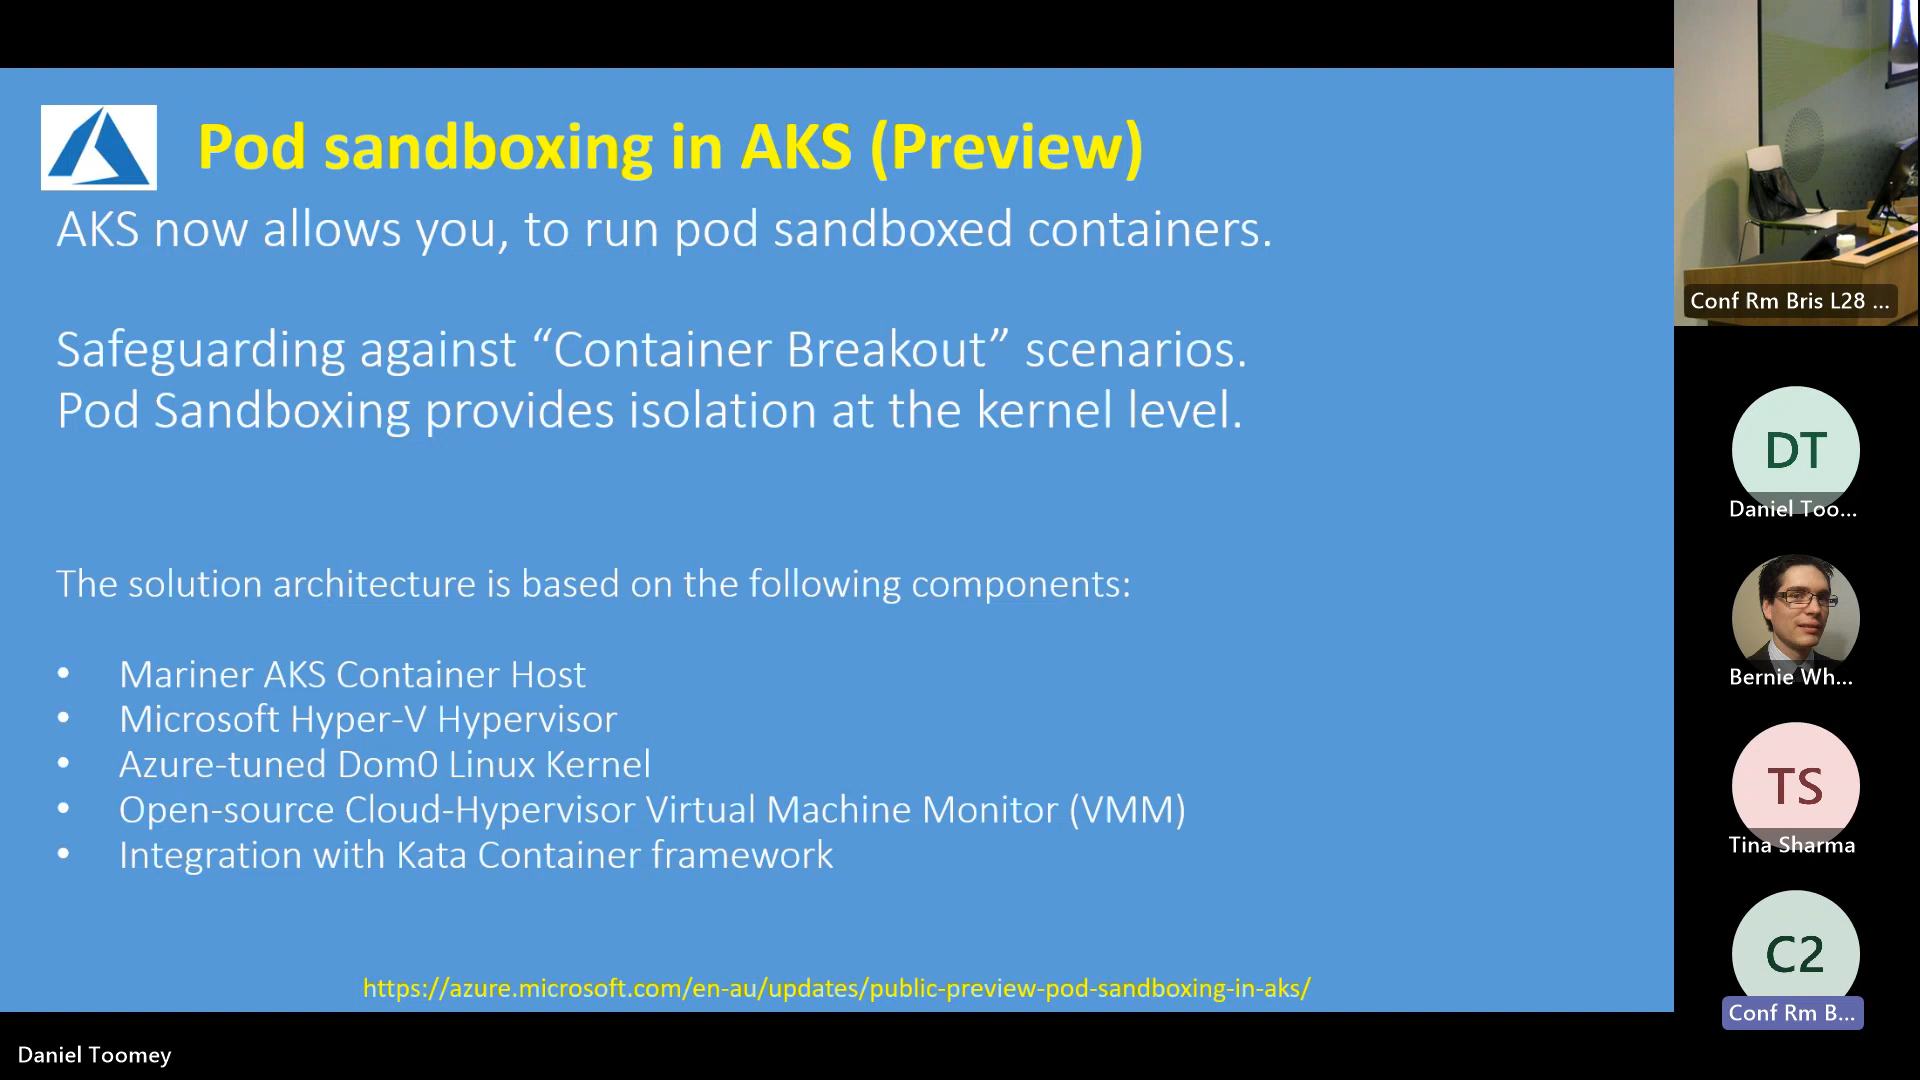 Pod sandboxing in AKS (Preview)
AKS now allows you, to run pod sandboxed containers.
Safeguarding against “Container Breakout” scenarios.
Pod Sandboxing provides isolation at the kernel level.
The solution architecture is based on the following components:
• Mariner AKS Container Host
• Microsoft Hyper-V Hypervisor
• Azure-tuned Dom0 Linux Kernel
• Open-source Cloud-Hypervisor Virtual Machine Monitor (VMM)
• Integration with Kata Container framework
https://azure.microsoft.com/en-au/updates/public-preview-pod-sandboxing-in-aks/
Daniel Toomey
Conf Rm Bris L28 ...
DT
Daniel Too...
Bernie Wh...
TS
Tina Sharma
C2
Conf Rm B...